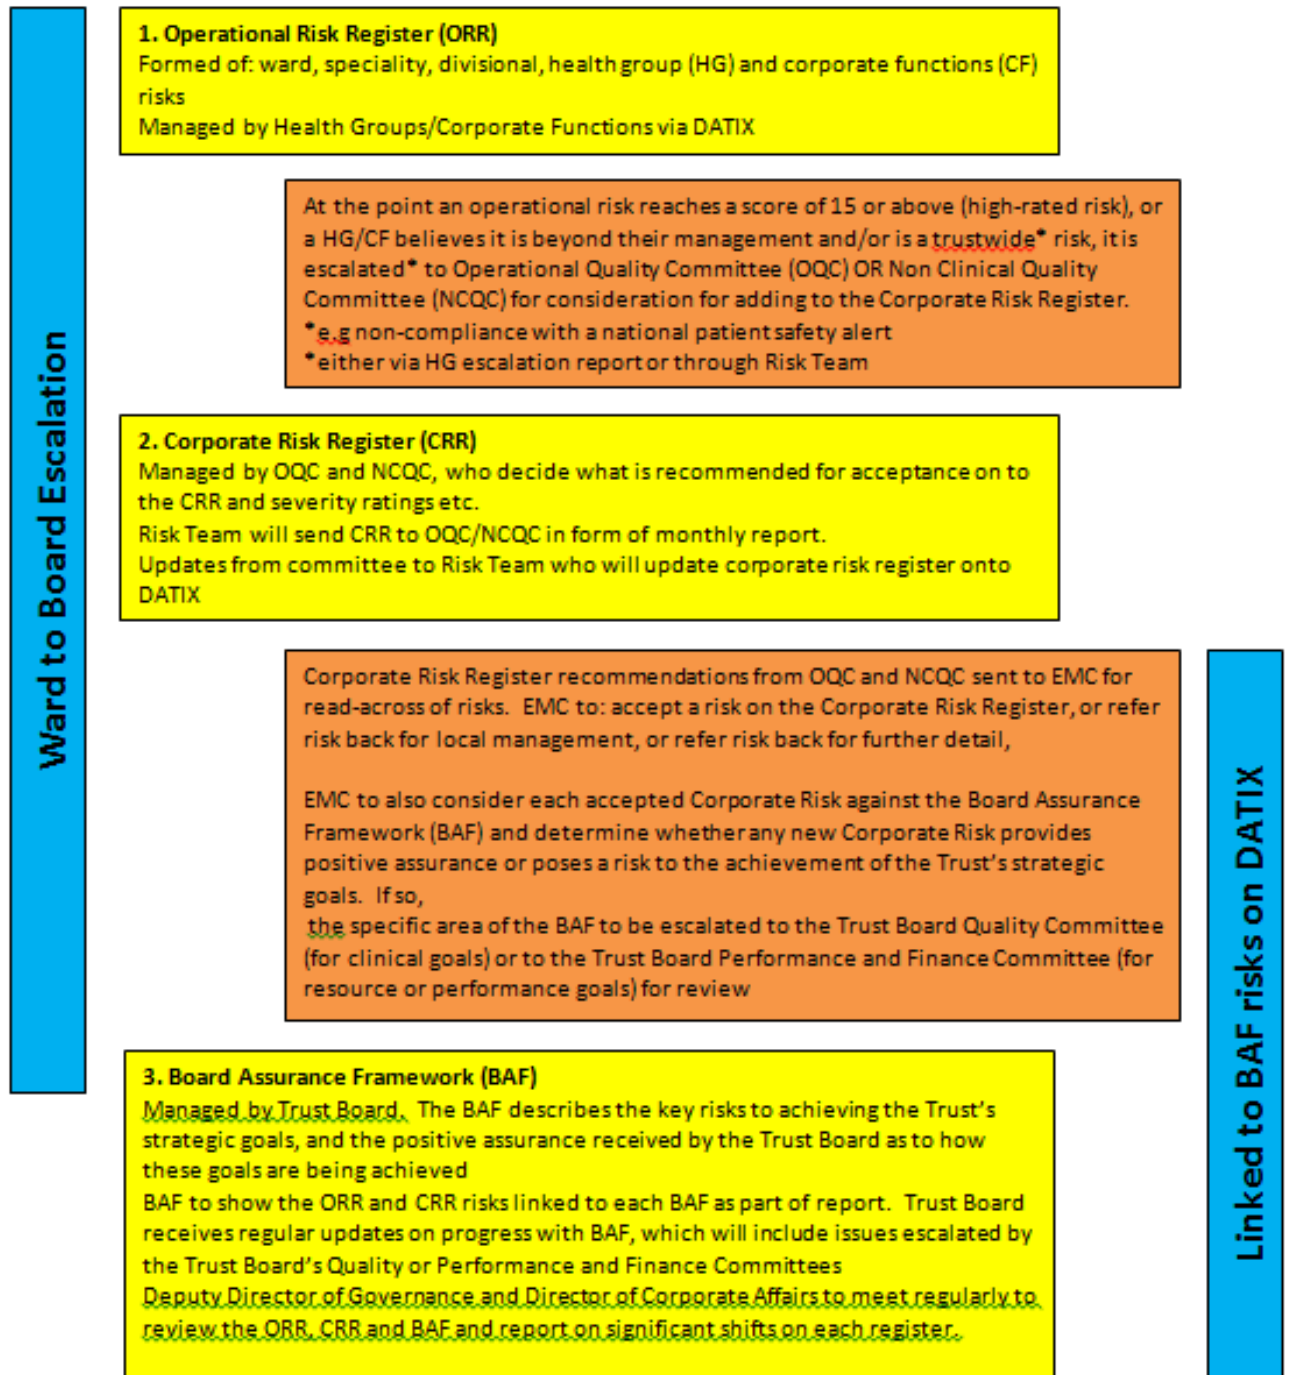 Ward to Board Escalation
1. Operational Risk Register (ORR)
Formed of: ward, speciality, divisional, health group (HG) and corporate functions (CF)
risks
Managed by Health Groups/Corporate Functions via DATIX
At the point an operational risk reaches a score of 15 or above (high-rated risk), or
a HG/CF believes it is beyond their management and/or is a trustwide* risk, it is
escalated* to Operational Quality Committee (OQC) OR Non Clinical Quality
Committee (NCQC) for consideration for adding to the Corporate Risk Register.
*e.g non-compliance with a national patient safety alert
*either via HG escalation report or through Risk Team
2. Corporate Risk Register (CRR)
Managed by OQC and NCQC, who decide what is recommended for acceptance on to
the CRR and severity ratings etc.
Risk Team will send CRR to OQC/NCQC in form of monthly report.
Updates from committee to Risk Team who will update corporate risk register onto
DATIX
Corporate Risk Register recommendations from OQC and NCQC sent to EMC for
read-across of risks.  EMC to: accept a risk on the Corporate Risk Register, or refer
risk back for local management, or refer risk back for further detail,
EMC to also consider each accepted Corporate Risk against the Board Assurance
Framework (BAF) and determine whether any new Corporate Risk provides
positive assurance or poses a risk to the achievement of the Trust's strategic
goals.  If so,
the specific area of the BAF to be escalated to the Trust Board Quality Committee
(for clinical goals) or to the Trust Board Performance and Finance Committee (for
resource or performance goals) for review
3. Board Assurance Framework (BAF)
Managed by Trust Board.  The BAF describes the key risks to achieving the Trust's
strategic goals, and the positive assurance received by the Trust Board as to how
these goals are being achieved
BAF to show the ORR and CRR risks linked to each BAF as part of report.  Trust Board
receives regular updates on progress with BAF, which will include issues escalated by
the Trust Board's Quality or Performance and Finance Committees
Deputy Director of Governance and Director of Corporate Affairs to meet regularly to
review the ORR, CRR and BAF and report on significant shifts on each register.
Linked to BAF risks on DATIX